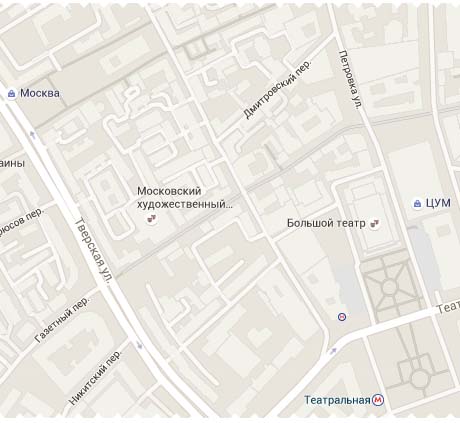 Петровка ул.
Дмитровский пер.
Москва
аины
Московский
художественный…
рюсов пер.
Тверская ул.
ЦУМ
Большой театр
Газетный пер.
Теат
Никитский пер.
Театральная